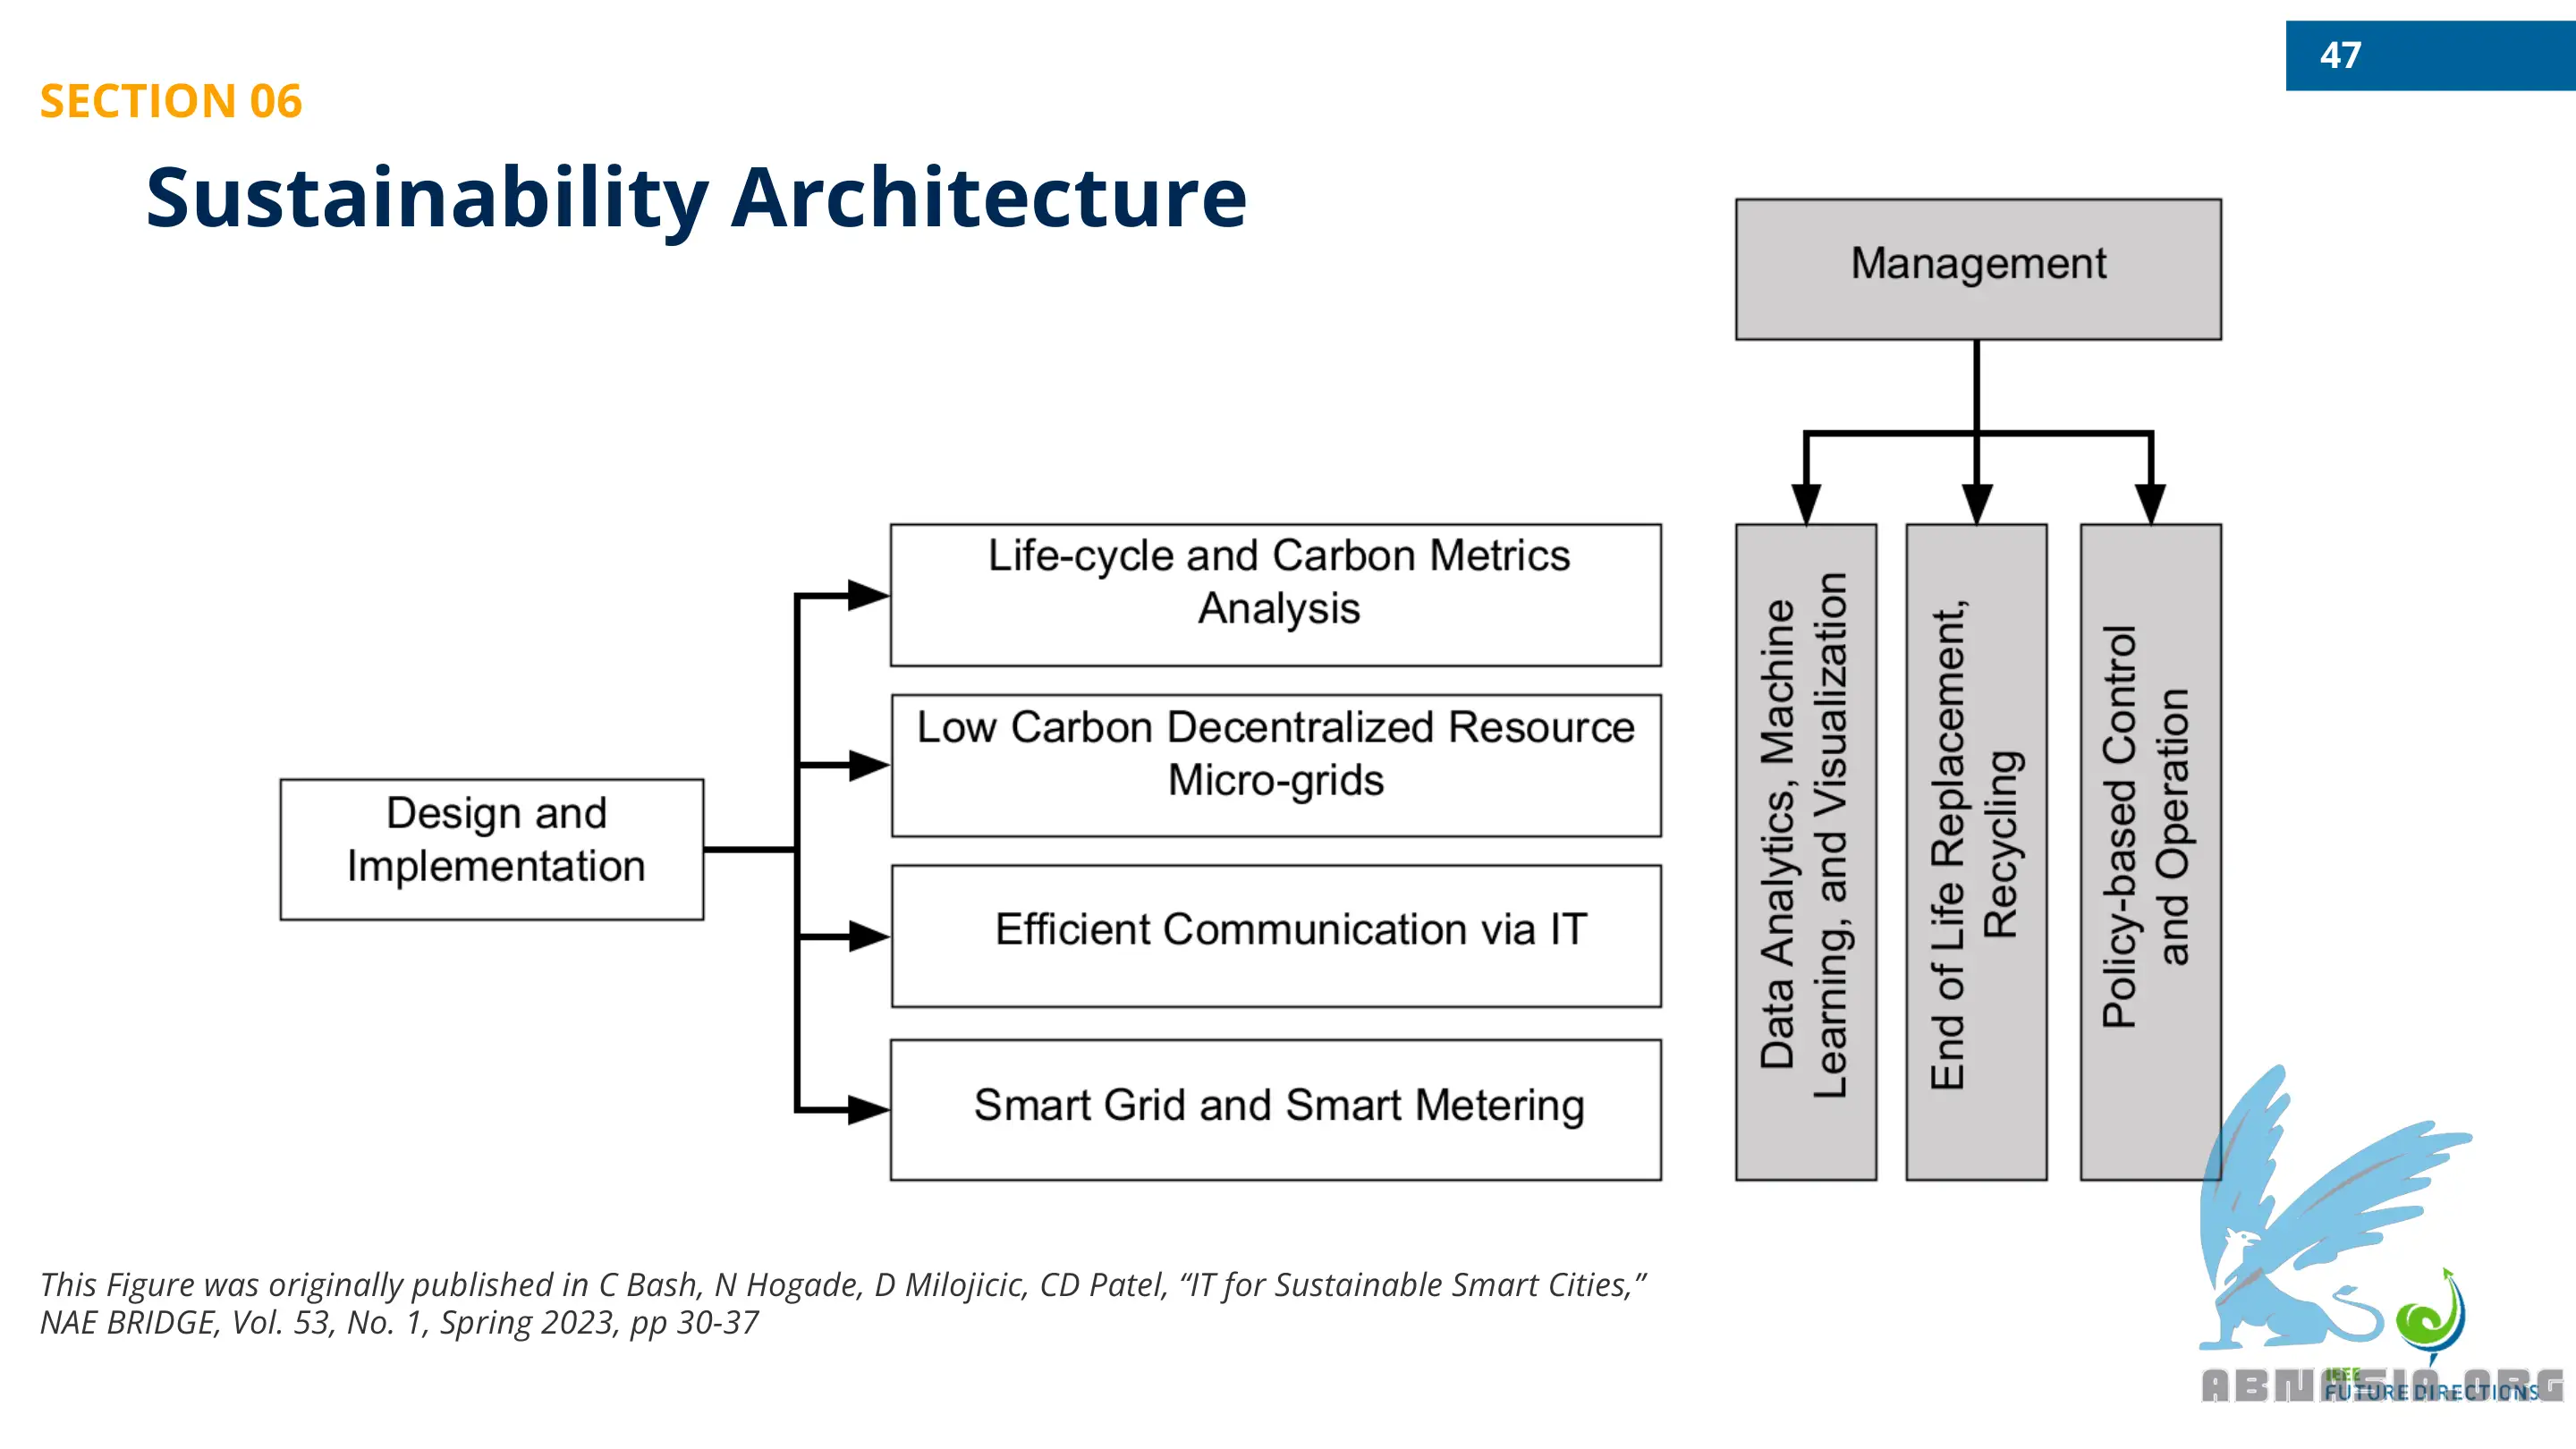 47
SECTION 06
Sustainability Architecture
Management
Life-cycle and Carbon Metrics
Analysis
Low Carbon Decentralized Resource
Micro-grids
Design and
Implementation
Efficient Communication via IT
Smart Grid and Smart Metering
Data Analytics, Machine
Learning, and Visualization
End of Life Replacement,
Recycling
Policy-based Control
and Operation
This Figure was originally published in C Bash, N Hogade, D Milojicic, CD Patel, “IT for Sustainable Smart Cities,”
NAE BRIDGE, Vol. 53, No. 1, Spring 2023, pp 30-37
IEEE
FUTURE DIRECTIONS
ABNASIA.ORG